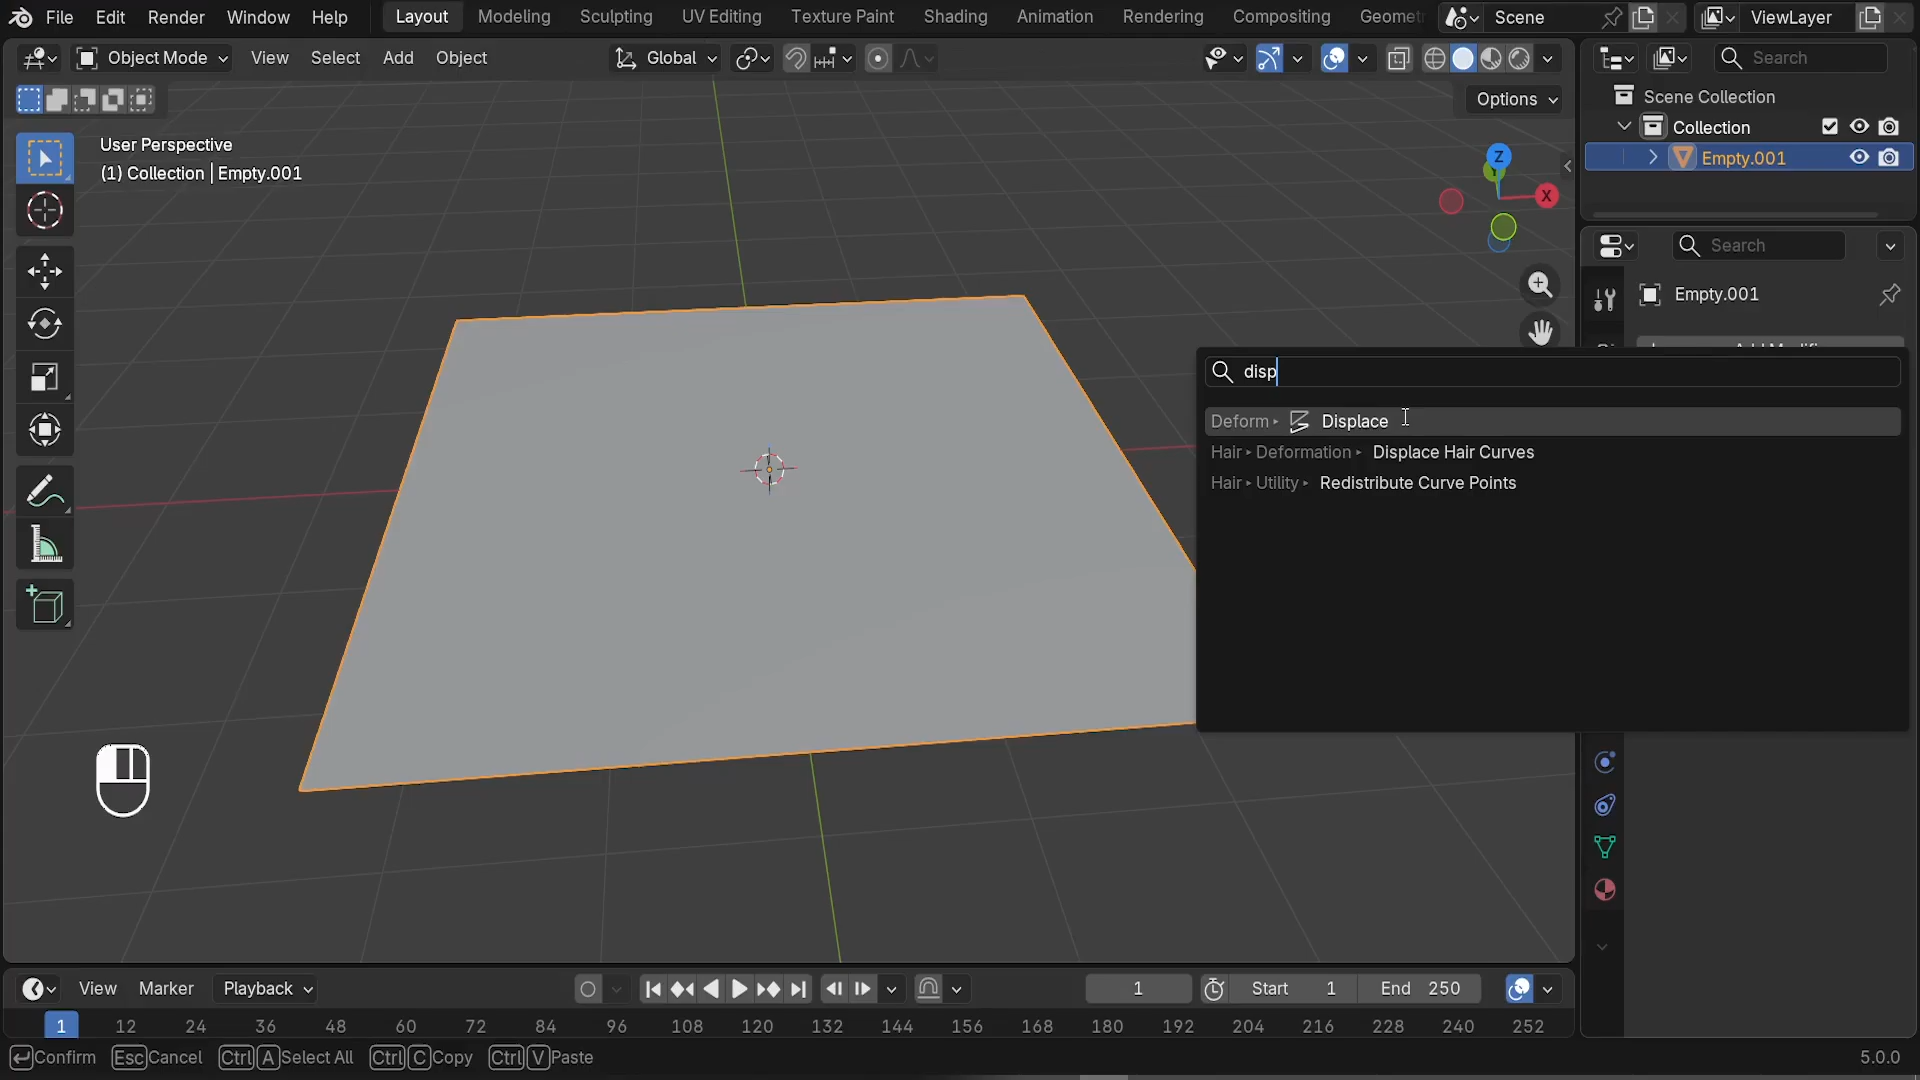 File Edit Render Window Help Layout Modeling Sculpting UV Editing Texture Paint Shading Animation Rendering Compositing Scene ViewLayer
Object Mode View Select Add Object Global Search
Options
Scene Collection
Collection
Empty.001
User Perspective
(1) Collection | Empty.001
Z
X
Search
Empty.001
disp
Deform ▸ Displace
Hair ▸ Deformation ▸ Displace Hair Curves
Hair ▸ Utility ▸ Redistribute Curve Points
View Marker Playback 1 Start 1 End 250
1 12 24 36 48 60 72 84 96 108 120 132 144 156 168 180 192 204 216 228 240 252
Confirm Esc Cancel Ctrl A Select All Ctrl C Copy Ctrl V Paste 5.0.0